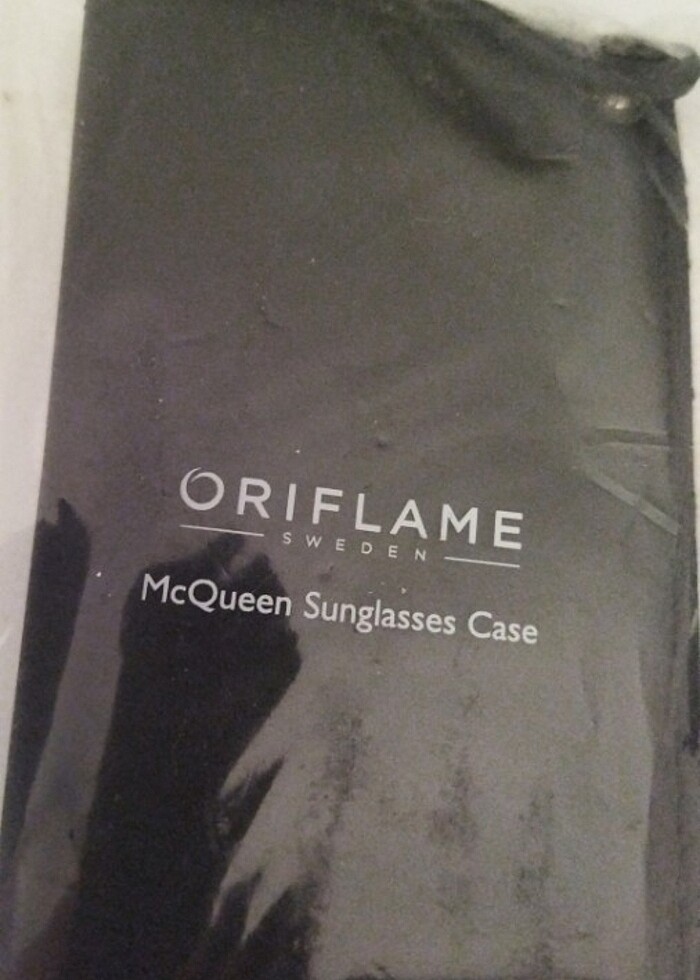 ORIFLAME
SWEDEN
McQueen Sunglasses Case